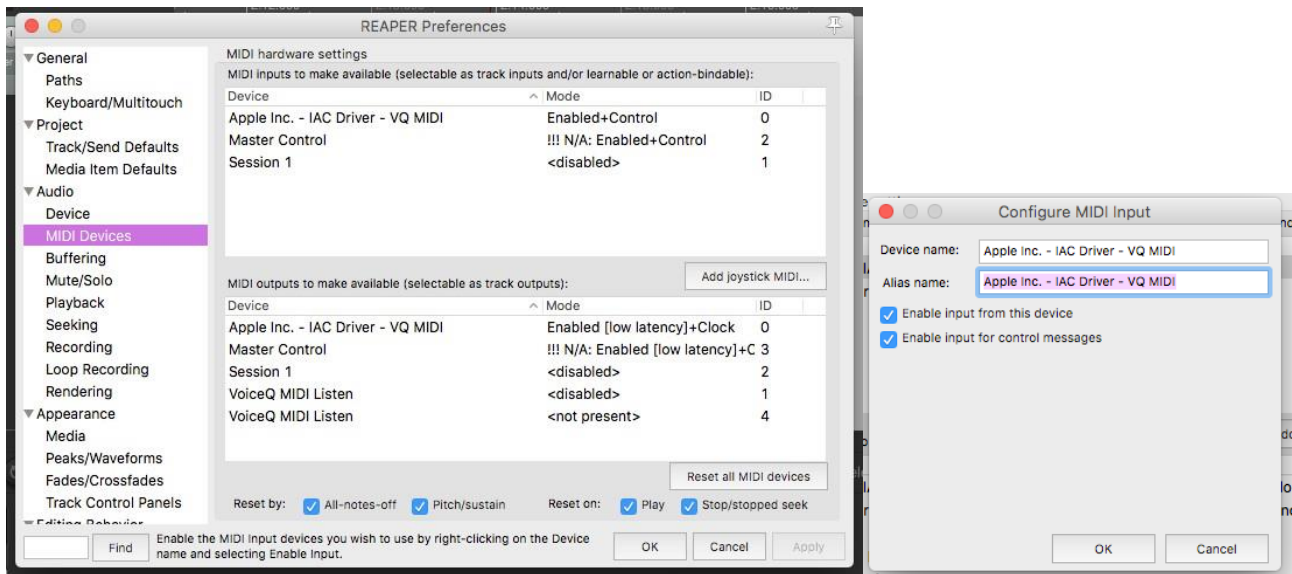 REAPER Preferences
General
Paths
Keyboard/Multitouch
Project
Track/Send Defaults
Media Item Defaults
Audio
Device
MIDI Devices
Buffering
Mute/Solo
Playback
Seeking
Recording
Loop Recording
Rendering
Appearance
Media
Peaks/Waveforms
Fades/Crossfades
Track Control Panels
Find
MIDI hardware settings
MIDI inputs to make available (selectable as track inputs and/or learnable or action-bindable):
Device Mode ID
Apple Inc. - IAC Driver - VQ MIDI Enabled+Control 0
Master Control !!! N/A: Enabled+Control 2
Session 1 <disabled> 1
Add joystick MIDI...
MIDI outputs to make available (selectable as track outputs):
Device Mode ID
Apple Inc. - IAC Driver - VQ MIDI Enabled [low latency]+Clock 0
Master Control !!! N/A: Enabled [low latency]+C 3
Session 1 <disabled> 2
VoiceQ MIDI Listen <disabled> 1
VoiceQ MIDI Listen <not present> 4
Reset all MIDI devices
Reset by: All-notes-off Pitch/sustain Reset on: Play Stop/stopped seek
Enable the MIDI Input devices you wish to use by right-clicking on the Device
name and selecting Enable Input.
OK Cancel Apply
Configure MIDI Input
Device name: Apple Inc. - IAC Driver - VQ MIDI
Alias name: Apple Inc. - IAC Driver - VQ MIDI
Enable input from this device
Enable input for control messages
OK Cancel